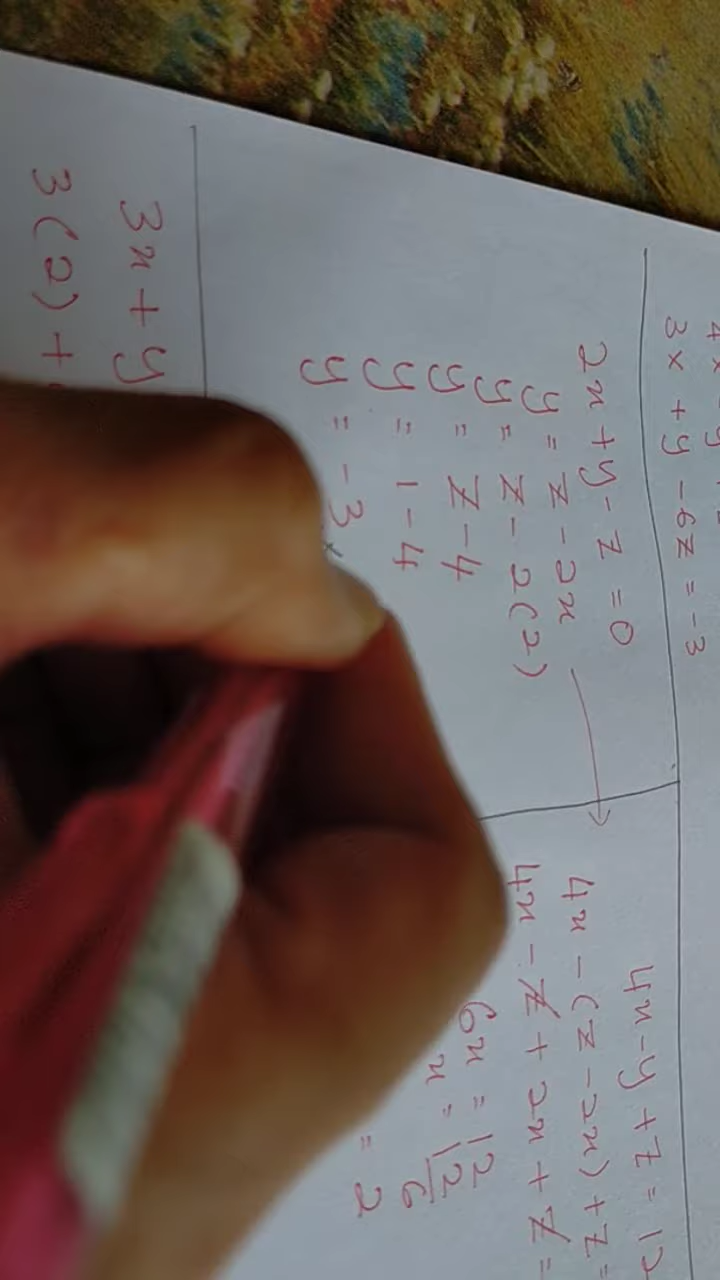 3x + y - 6z = -3
2x + y - z = 0
y = z - 2x
y = z - 2(2)
y = z - 4
y = 1 - 4
y = -3
4x - y + z = 12
4x - (z - 2x) + z =
4x - z + 2x + z =
6x = 12
x = 12/6
= 2
3x + y
3(2) +